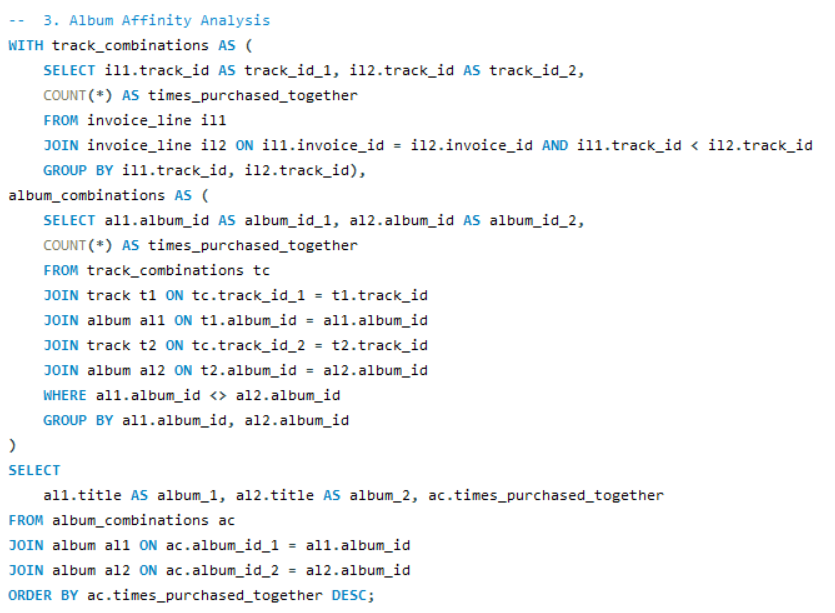 --  3. Album Affinity Analysis
WITH track_combinations AS (
    SELECT il1.track_id AS track_id_1, il2.track_id AS track_id_2,
    COUNT(*) AS times_purchased_together
    FROM invoice_line il1
    JOIN invoice_line il2 ON il1.invoice_id = il2.invoice_id AND il1.track_id < il2.track_id
    GROUP BY il1.track_id, il2.track_id),
album_combinations AS (
    SELECT al1.album_id AS album_id_1, al2.album_id AS album_id_2,
    COUNT(*) AS times_purchased_together
    FROM track_combinations tc
    JOIN track t1 ON tc.track_id_1 = t1.track_id
    JOIN album al1 ON t1.album_id = al1.album_id
    JOIN track t2 ON tc.track_id_2 = t2.track_id
    JOIN album al2 ON t2.album_id = al2.album_id
    WHERE al1.album_id <> al2.album_id
    GROUP BY al1.album_id, al2.album_id
)
SELECT
    al1.title AS album_1, al2.title AS album_2, ac.times_purchased_together
FROM album_combinations ac
JOIN album al1 ON ac.album_id_1 = al1.album_id
JOIN album al2 ON ac.album_id_2 = al2.album_id
ORDER BY ac.times_purchased_together DESC;